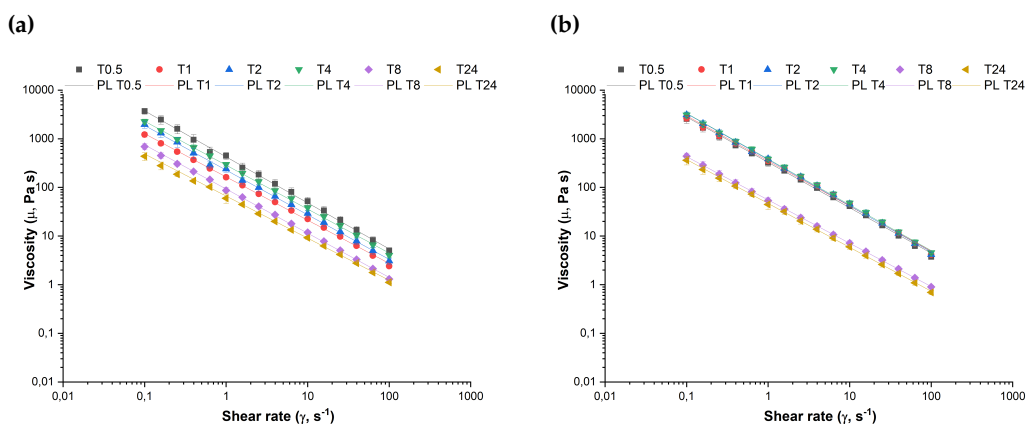 (a)
T0.5 T1 T2 T4 T8 T24
PL T0.5 PL T1 PL T2 PL T4 PL T8 PL T24
Viscosity (μ, Pa s)
10000
1000
100
10
1
0,1
0,01
0,01 0,1 1 10 100 1000
Shear rate (γ, s⁻¹)
(b)
T0.5 T1 T2 T4 T8 T24
PL T0.5 PL T1 PL T2 PL T4 PL T8 PL T24
Viscosity (μ, Pa s)
10000
1000
100
10
1
0,1
0,01
0,01 0,1 1 10 100 1000
Shear rate (γ, s⁻¹)